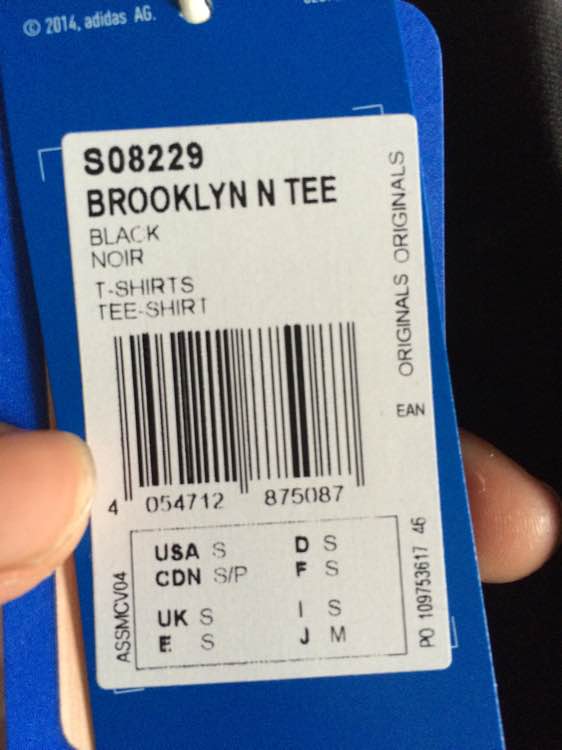 © 2014, adidas AG.
S08229
BROOKLYN N TEE
BLACK
NOIR
T-SHIRTS
TEE-SHIRT
ORIGINALS ORIGINALS
EAN
4 054712 875087
USA S D S
CDN S/P F S
UK S I S
E S J M
ASSMCV04
PO 109753617 46